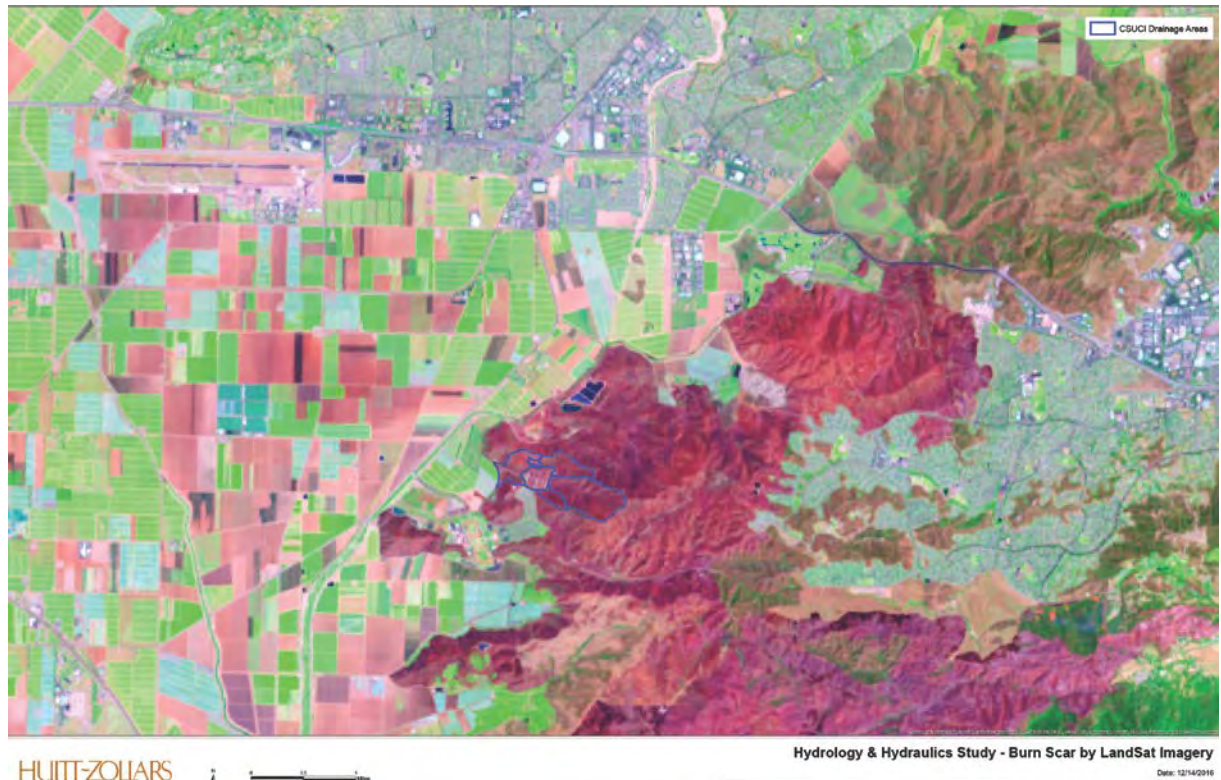 CSUCI Drainage Areas
Hydrology & Hydraulics Study - Burn Scar by LandSat Imagery
HUITT-ZOLLARS
N
Date: 12/14/2016